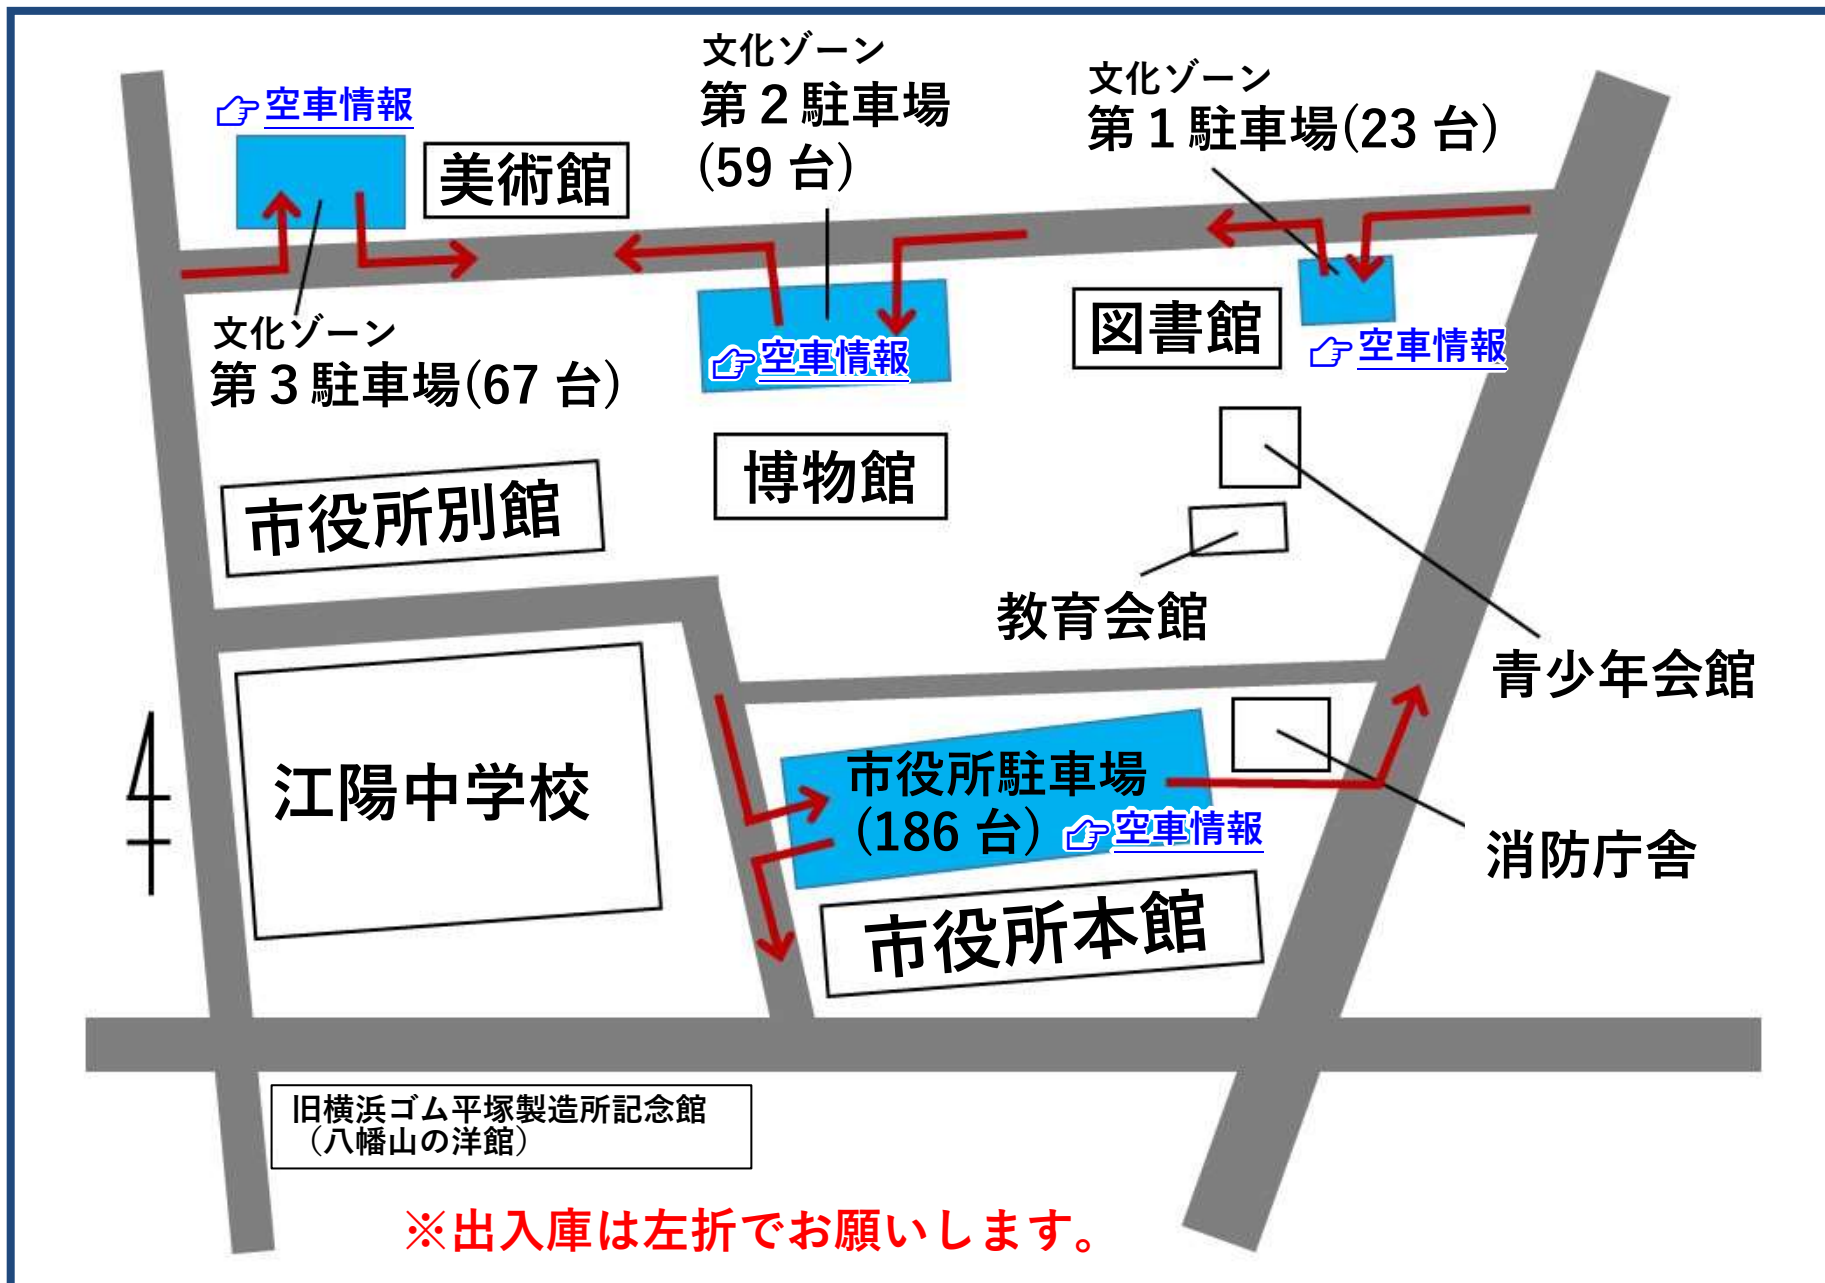 文化ゾーン
第２駐車場
(59 台)
文化ゾーン
第１駐車場(23 台)
空車情報
美術館
文化ゾーン
第３駐車場(67 台)
空車情報
図書館
空車情報
博物館
市役所別館
教育会館
青少年会館
江陽中学校
市役所駐車場
(186 台)
空車情報
消防庁舎
市役所本館
旧横浜ゴム平塚製造所記念館
（八幡山の洋館）
※出入庫は左折でお願いします。